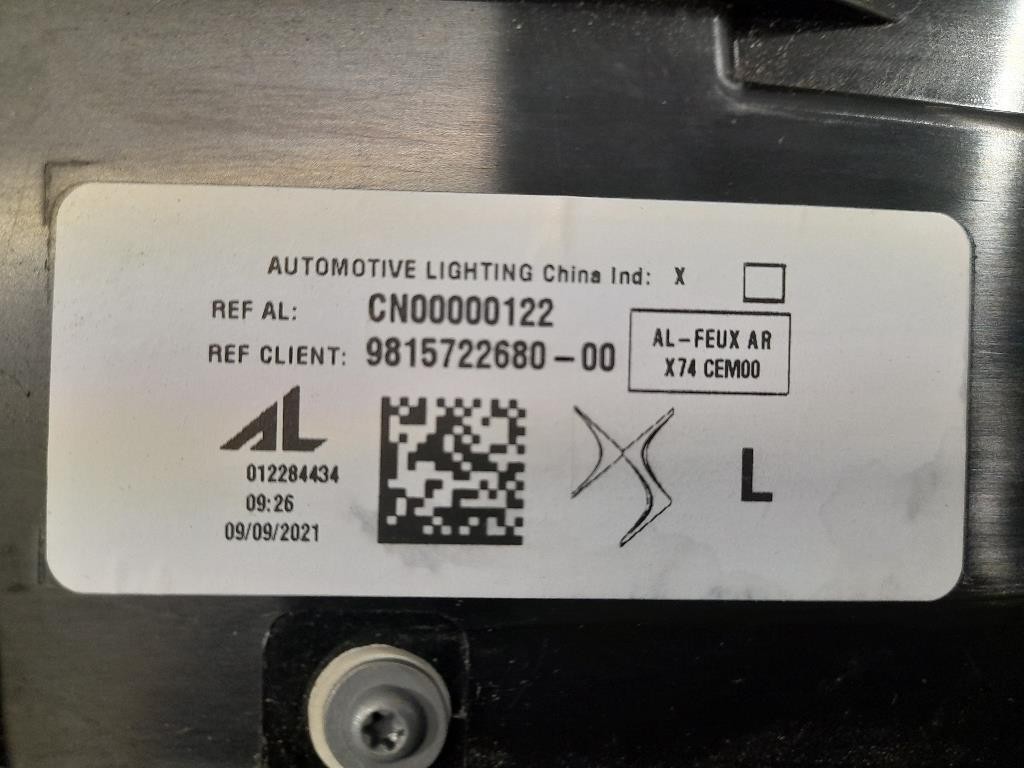 AUTOMOTIVE LIGHTING China Ind: X
REF AL: CN00000122
REF CLIENT: 9815722680-00
AL-FEUX AR
X74 CEM00
AL
L
012284434
09:26
09/09/2021